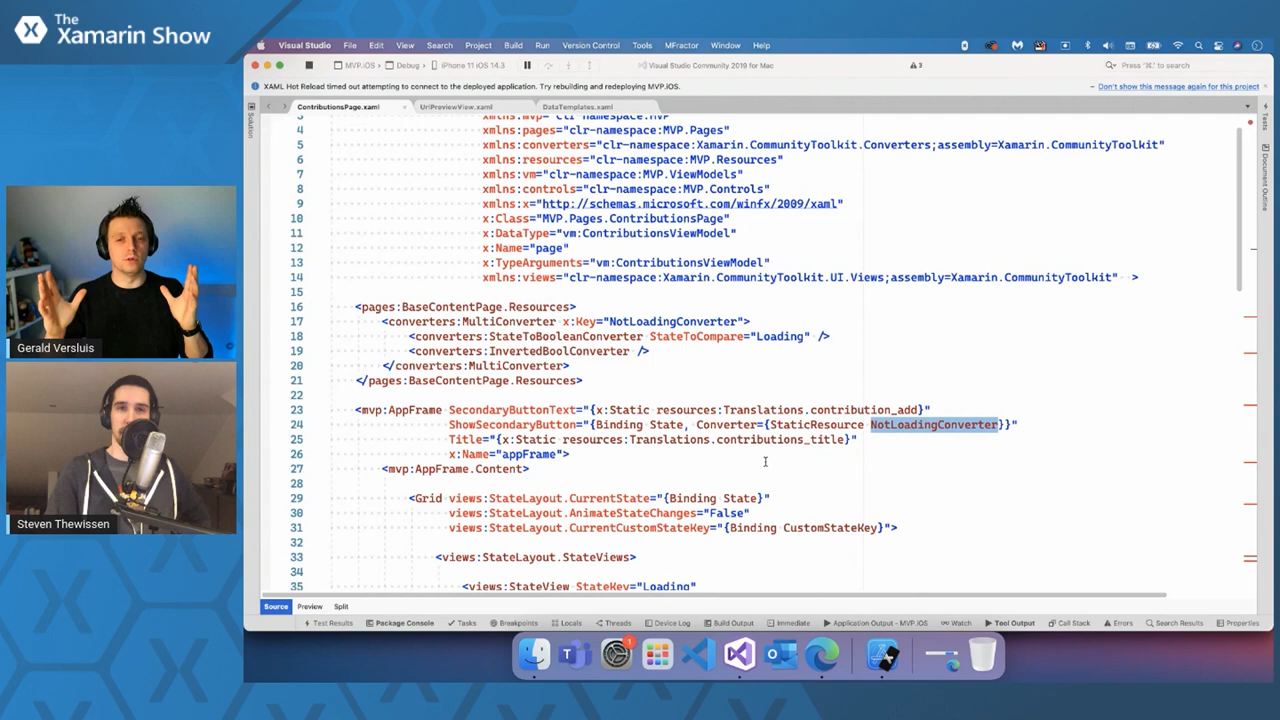 The
Xamarin Show
Visual Studio File Edit View Search Project Build Run Version Control Tools MFractor Window Help
MVP.iOS › Debug › iPhone 11 iOS 14.3
Visual Studio Community 2019 for Mac
3
Press '⌘.' to search
XAML Hot Reload timed out attempting to connect to the deployed application. Try rebuilding and redeploying MVP.iOS.
Don't show this message again for this project
ContributionsPage.xaml
UrlPreviewView.xaml
DataTemplates.xaml
Solution
Tests
Document Outline
4 xmlns:pages="clr-namespace:MVP.Pages"
5 xmlns:converters="clr-namespace:Xamarin.CommunityToolkit.Converters;assembly=Xamarin.CommunityToolkit"
6 xmlns:resources="clr-namespace:MVP.Resources"
7 xmlns:vm="clr-namespace:MVP.ViewModels"
8 xmlns:controls="clr-namespace:MVP.Controls"
9 xmlns:x="http://schemas.microsoft.com/winfx/2009/xaml"
10 x:Class="MVP.Pages.ContributionsPage"
11 x:DataType="vm:ContributionsViewModel"
12 x:Name="page"
13 x:TypeArguments="vm:ContributionsViewModel"
14 xmlns:views="clr-namespace:Xamarin.CommunityToolkit.UI.Views;assembly=Xamarin.CommunityToolkit" >
15
16 <pages:BaseContentPage.Resources>
17 <converters:MultiConverter x:Key="NotLoadingConverter">
18 <converters:StateToBooleanConverter StateToCompare="Loading" />
19 <converters:InvertedBoolConverter />
20 </converters:MultiConverter>
21 </pages:BaseContentPage.Resources>
22
23 <mvp:AppFrame SecondaryButtonText="{x:Static resources:Translations.contribution_add}"
24 ShowSecondaryButton="{Binding State, Converter={StaticResource NotLoadingConverter}}"
25 Title="{x:Static resources:Translations.contributions_title}"
26 x:Name="appFrame">
27 <mvp:AppFrame.Content>
28
29 <Grid views:StateLayout.CurrentState="{Binding State}"
30 views:StateLayout.AnimateStateChanges="False"
31 views:StateLayout.CurrentCustomStateKey="{Binding CustomStateKey}">
32
33 <views:StateLayout.StateViews>
34
35 <views:StateView StateKey="Loading"
Source Preview Split
Test Results Package Console Tasks Breakpoints Locals Threads Device Log Build Output Immediate Application Output - MVP.iOS Watch Tool Output Call Stack Errors Search Results Properties
Gerald Versluis
Steven Thewissen
1